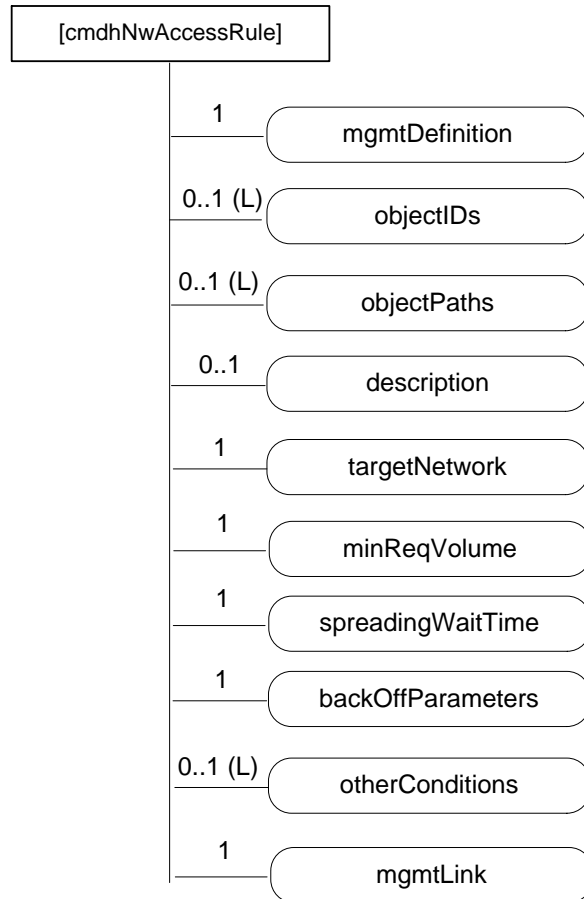 [cmdhNwAccessRule]
1
mgmtDefinition
0..1 (L)
objectIDs
0..1 (L)
objectPaths
0..1
description
1
targetNetwork
1
minReqVolume
1
spreadingWaitTime
1
backOffParameters
0..1 (L)
otherConditions
1
mgmtLink